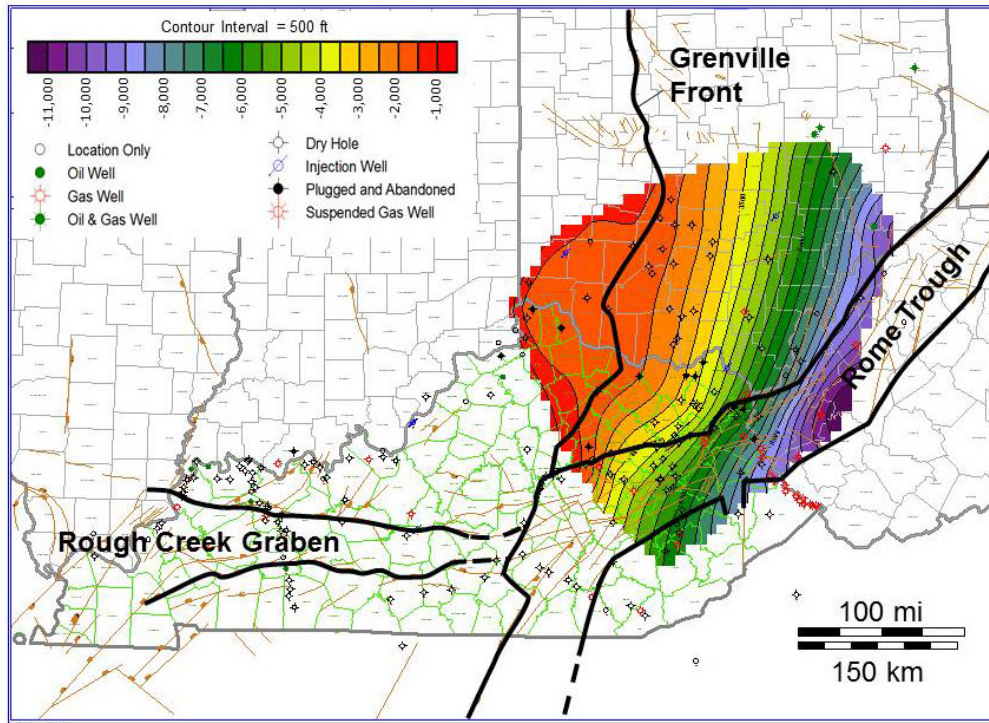 Contour Interval = 500 ft
-11,000 -10,000 -9,000 -8,000 -7,000 -6,000 -5,000 -4,000 -3,000 -2,000 -1,000
Location Only
Oil Well
Gas Well
Oil & Gas Well
Dry Hole
Injection Well
Plugged and Abandoned
Suspended Gas Well
Grenville
Front
Rome Trough
Rough Creek Graben
100 mi
150 km